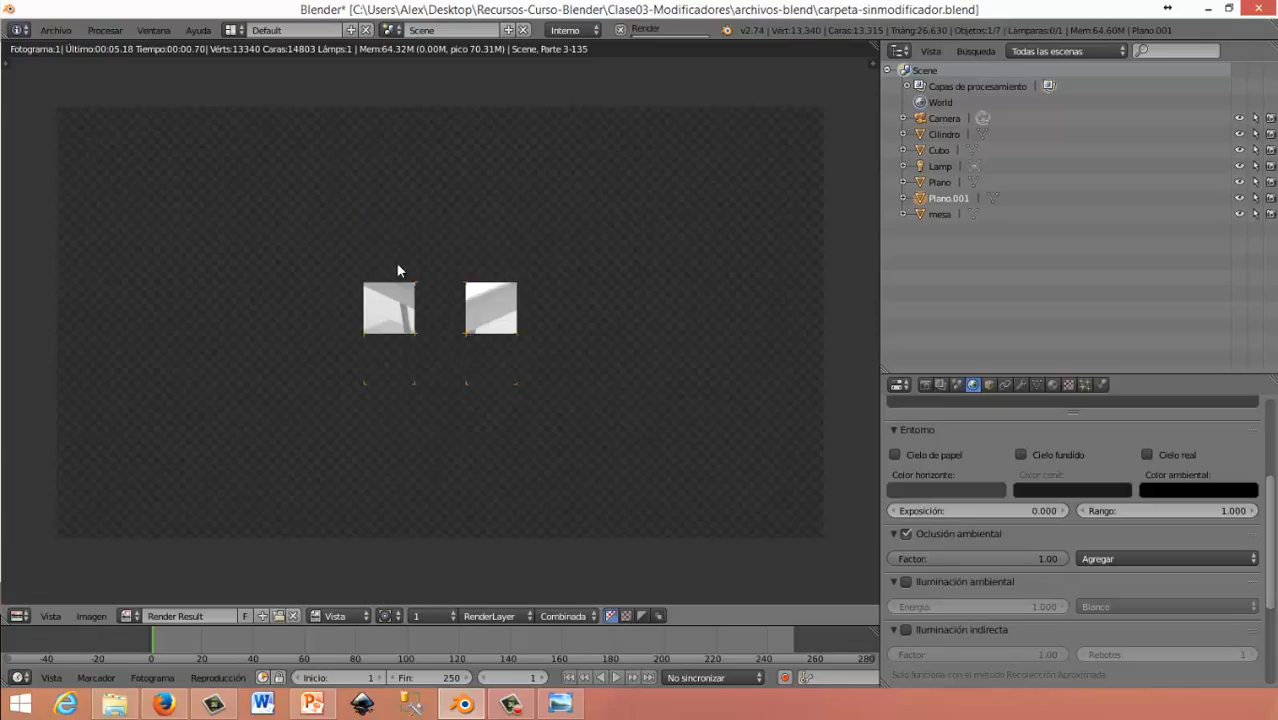 Blender* [C:\Users\Alex\Desktop\Recursos-Curso-Blender\Clase03-Modificadores\archivos-blend\carpeta-sinmodificador.blend]
Archivo Procesar Ventana Ayuda Default Scene Interno Render v2.74 | Vért:13,340 | Caras:13,315 | Triáng:26.630 | Objetos:1/7 | Lámparas:0/1 | Mem:64.60M | Plano.001
Fotograma:1| Último:00:05.18 Tiempo:00:00.70| Vérts:13340 Caras:14803 Lámps:1 | Mem:64.32M (0.00M, pico 70.31M) | Scene, Parte 3-135
Vista Búsqueda Todas las escenas
Scene
Capas de procesamiento
World
Camera
Cilindro
Cubo
Lamp
Plano
Plano.001
mesa
Entorno
Cielo de papel Cielo fundido Cielo real
Color horizonte: Color cenit: Color ambiental:
Exposición: 0.000 Rango: 1.000
Oclusión ambiental
Factor: 1.00 Agregar
Iluminación ambiental
Energía: 1.000 Blanco
Iluminación indirecta
Factor: 1.00 Rebotes: 1
Solo funciona con el metodo Recolección Aproximada
Vista Imagen Render Result F Vista 1 RenderLayer Combinada
-40 -20 0 20 40 60 80 100 120 140 160 180 200 220 240 260 280
Vista Marcador Fotograma Reproducción Inicio: 1 Fin: 250 1 No sincronizar